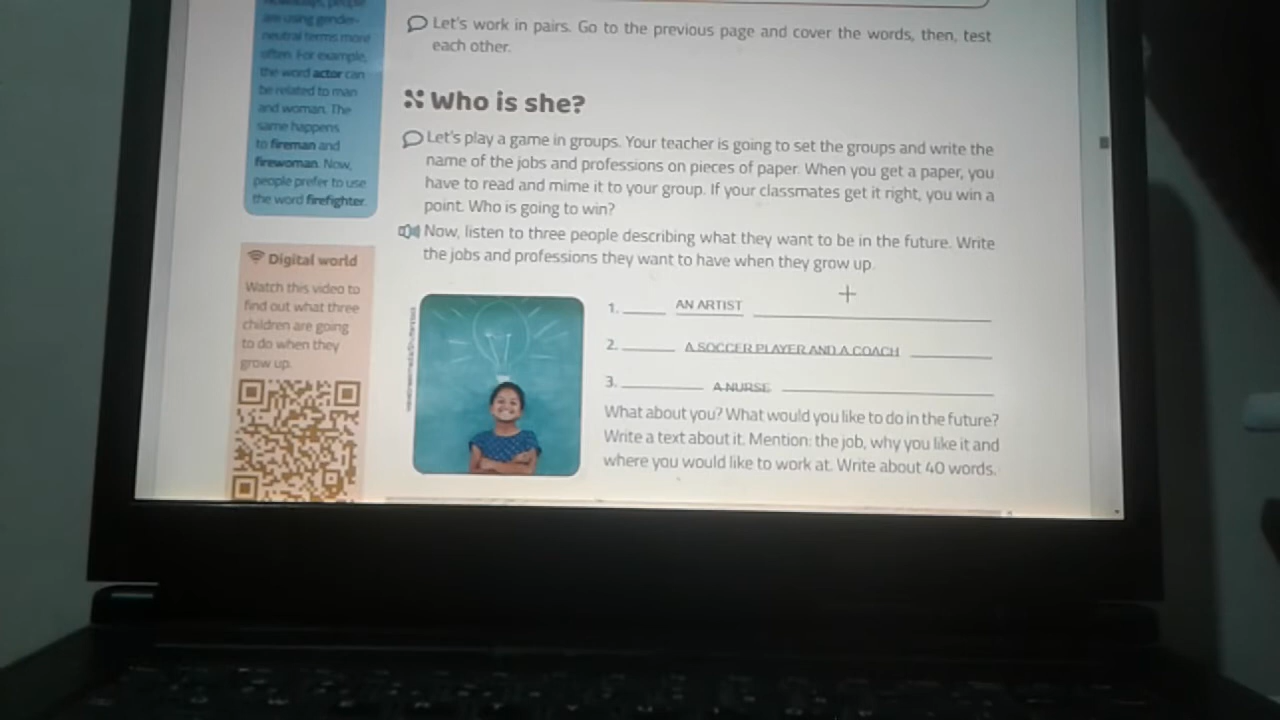 are using gender-
neutral terms more
often. For example,
the word actor can
be related to man
and woman. The
same happens
to fireman and
firewoman. Now,
people prefer to use
the word firefighter.
Digital world
Watch this video to
find out what three
children are going
to do when they
grow up.
Let's work in pairs. Go to the previous page and cover the words, then, test
each other.
Who is she?
Let's play a game in groups. Your teacher is going to set the groups and write the
name of the jobs and professions on pieces of paper. When you get a paper, you
have to read and mime it to your group. If your classmates get it right, you win a
point. Who is going to win?
Now, listen to three people describing what they want to be in the future. Write
the jobs and professions they want to have when they grow up.
1. AN ARTIST
2. A SOCCER PLAYER AND A COACH
3. A NURSE
What about you? What would you like to do in the future?
Write a text about it. Mention: the job, why you like it and
where you would like to work at. Write about 40 words.